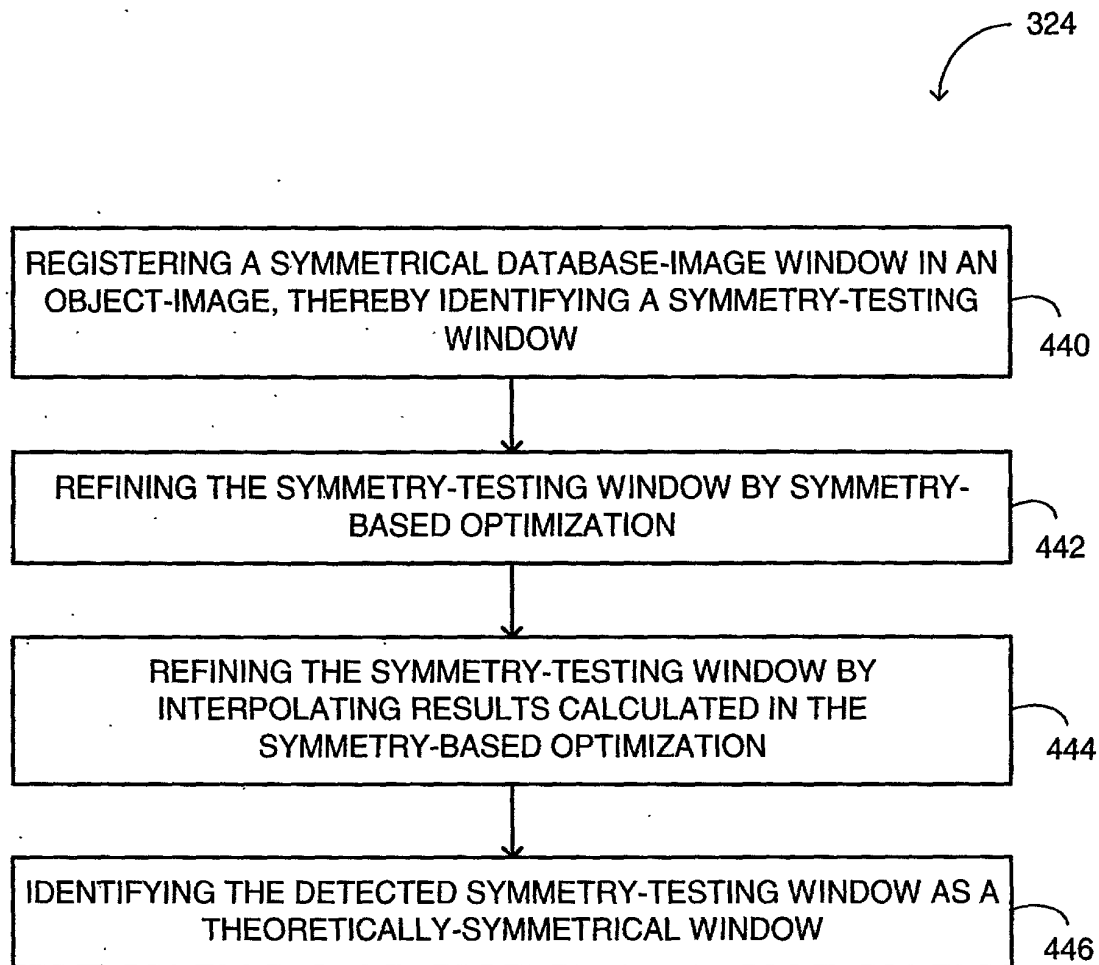 324
REGISTERING A SYMMETRICAL DATABASE-IMAGE WINDOW IN AN
OBJECT-IMAGE, THEREBY IDENTIFYING A SYMMETRY-TESTING
WINDOW
440
REFINING THE SYMMETRY-TESTING WINDOW BY SYMMETRY-
BASED OPTIMIZATION
442
REFINING THE SYMMETRY-TESTING WINDOW BY
INTERPOLATING RESULTS CALCULATED IN THE
SYMMETRY-BASED OPTIMIZATION
444
IDENTIFYING THE DETECTED SYMMETRY-TESTING WINDOW AS A
THEORETICALLY-SYMMETRICAL WINDOW
446